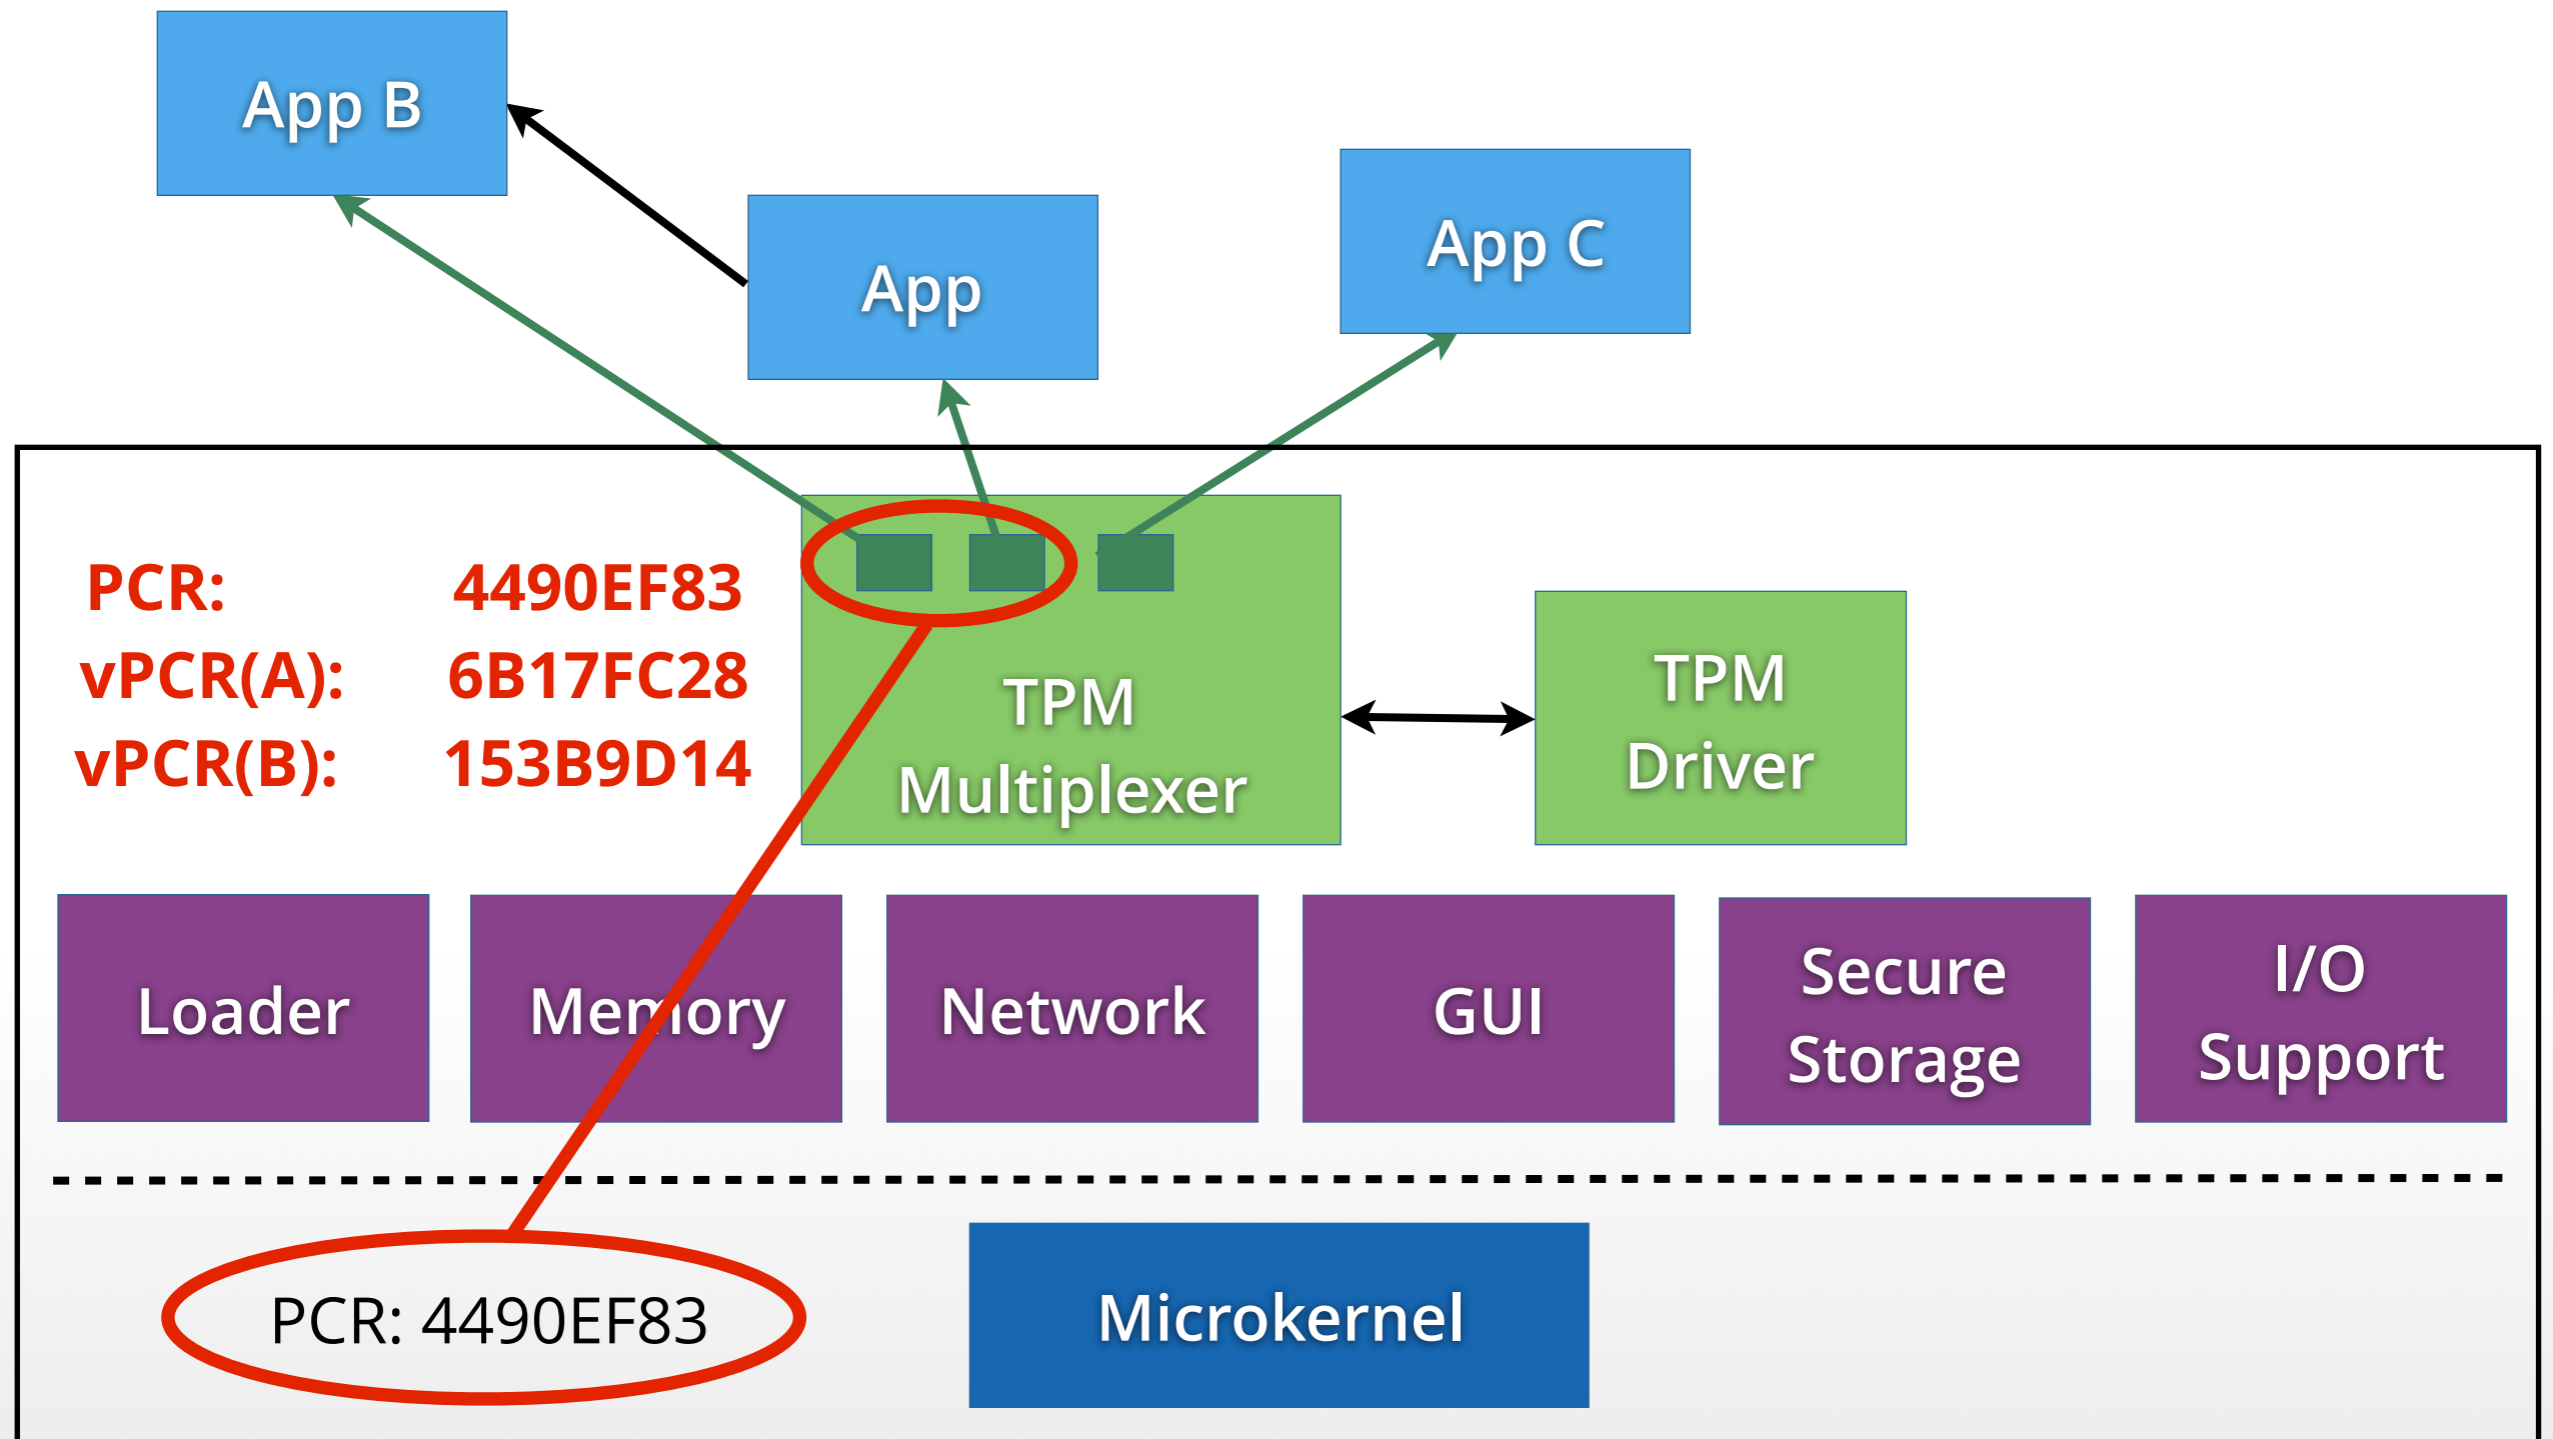 App B
App
App C
PCR: 4490EF83
vPCR(A): 6B17FC28
vPCR(B): 153B9D14
TPM
Multiplexer
TPM
Driver
Loader
Memory
Network
GUI
Secure
Storage
I/O
Support
PCR: 4490EF83
Microkernel